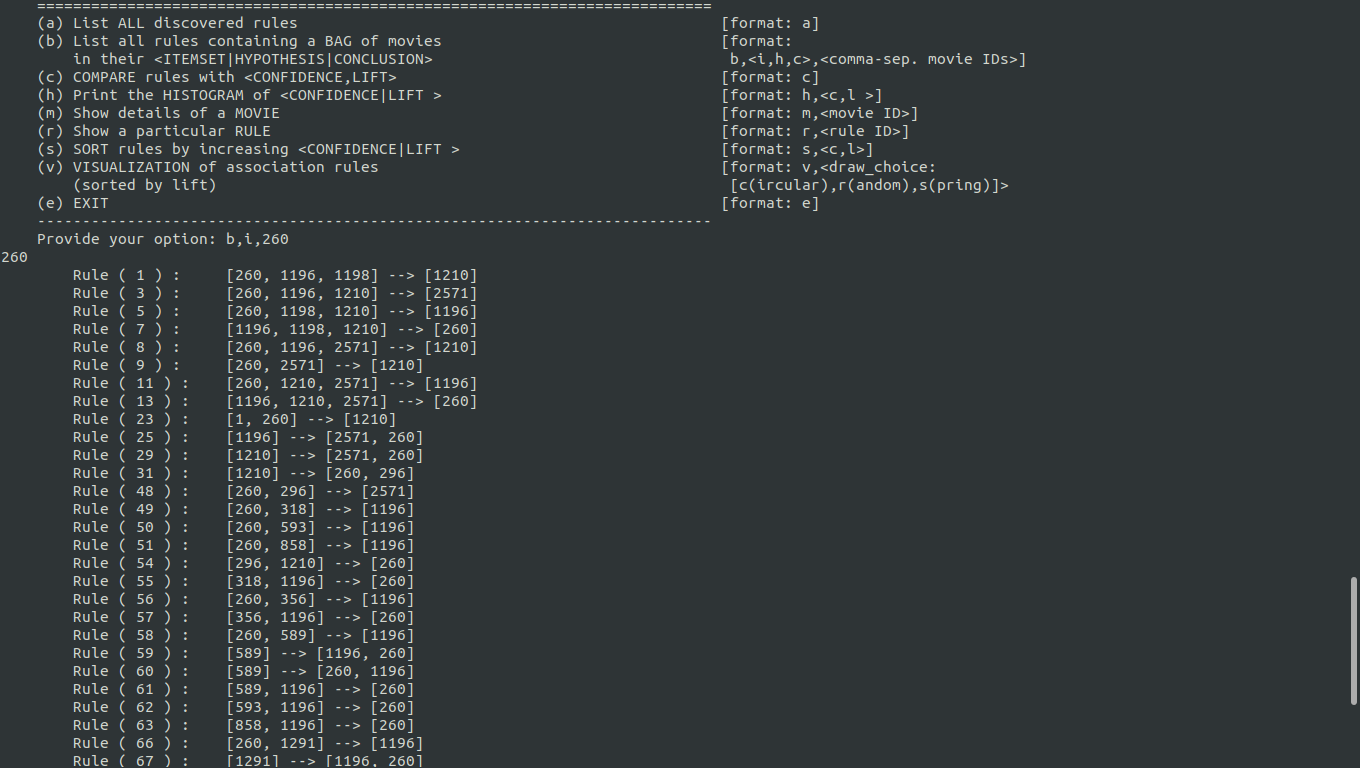 ===========================================================================
(a) List ALL discovered rules [format: a]
(b) List all rules containing a BAG of movies [format:
in their <ITEMSET|HYPOTHESIS|CONCLUSION> b,<i,h,c>,<comma-sep. movie IDs>]
(c) COMPARE rules with <CONFIDENCE,LIFT> [format: c]
(h) Print the HISTOGRAM of <CONFIDENCE|LIFT > [format: h,<c,l >]
(m) Show details of a MOVIE [format: m,<movie ID>]
(r) Show a particular RULE [format: r,<rule ID>]
(s) SORT rules by increasing <CONFIDENCE|LIFT > [format: s,<c,l>]
(v) VISUALIZATION of association rules [format: v,<draw_choice:
(sorted by lift) [c(ircular),r(andom),s(pring)]>
(e) EXIT [format: e]
---------------------------------------------------------------------------
Provide your option: b,i,260
260
Rule ( 1 ) : [260, 1196, 1198] --> [1210]
Rule ( 3 ) : [260, 1196, 1210] --> [2571]
Rule ( 5 ) : [260, 1198, 1210] --> [1196]
Rule ( 7 ) : [1196, 1198, 1210] --> [260]
Rule ( 8 ) : [260, 1196, 2571] --> [1210]
Rule ( 9 ) : [260, 2571] --> [1210]
Rule ( 11 ) : [260, 1210, 2571] --> [1196]
Rule ( 13 ) : [1196, 1210, 2571] --> [260]
Rule ( 23 ) : [1, 260] --> [1210]
Rule ( 25 ) : [1196] --> [2571, 260]
Rule ( 29 ) : [1210] --> [2571, 260]
Rule ( 31 ) : [1210] --> [260, 296]
Rule ( 48 ) : [260, 296] --> [2571]
Rule ( 49 ) : [260, 318] --> [1196]
Rule ( 50 ) : [260, 593] --> [1196]
Rule ( 51 ) : [260, 858] --> [1196]
Rule ( 54 ) : [296, 1210] --> [260]
Rule ( 55 ) : [318, 1196] --> [260]
Rule ( 56 ) : [260, 356] --> [1196]
Rule ( 57 ) : [356, 1196] --> [260]
Rule ( 58 ) : [260, 589] --> [1196]
Rule ( 59 ) : [589] --> [1196, 260]
Rule ( 60 ) : [589] --> [260, 1196]
Rule ( 61 ) : [589, 1196] --> [260]
Rule ( 62 ) : [593, 1196] --> [260]
Rule ( 63 ) : [858, 1196] --> [260]
Rule ( 66 ) : [260, 1291] --> [1196]
Rule ( 67 ) : [1291] --> [1196, 260]